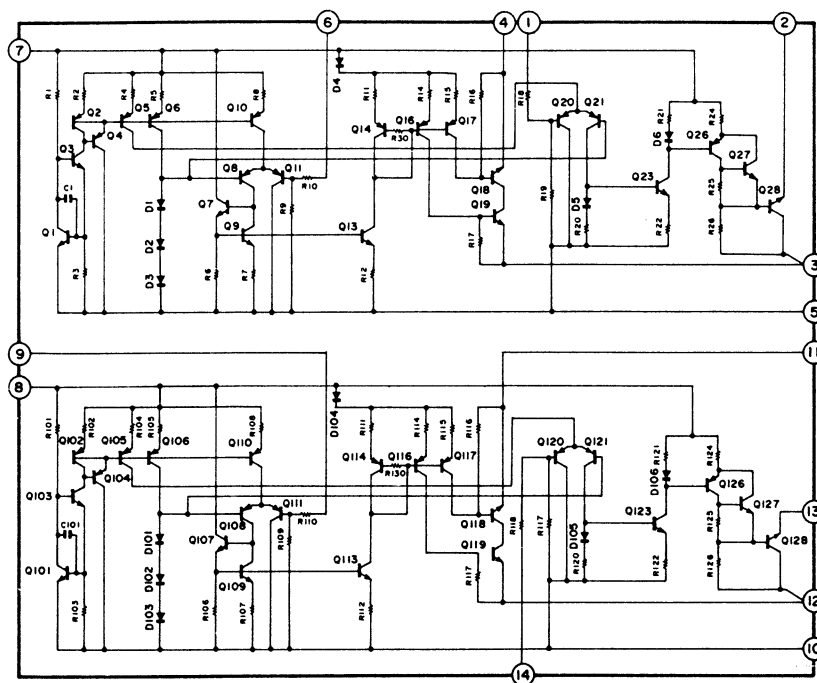 6 4 1 2
7
R1 R2 R4 R5 R8 D4 R11 R14 R15 R16 R18 R21 R24
Q2 Q5 Q6 Q10 Q14 Q16 Q17 Q20 Q21 D6 Q26
Q3 Q4 R30 Q27
Q8 Q11 R10 Q18 R19 Q23 R25 Q28
C1 D1 Q7 R9 Q19 D5
Q1 D2 Q9 Q13 R17 R20 R22 R26
R3 D3 R6 R7 R12 3
5
9 11
8
R101 R102 R104 R105 R108 D104 R111 R114 R115 R116 R121 R124
Q102 Q105 Q106 Q110 Q114 Q116 Q117 Q120 Q121 D106 Q126
Q103 Q104 R130 Q127
Q108 Q111 R110 Q118 R118 R117 Q123 R125 13
C101 D101 Q107 R109 Q119 D105 Q128
Q101 D102 Q109 Q113 R117 R120 R122 R126
R103 D103 R106 R107 R112 12
10
14